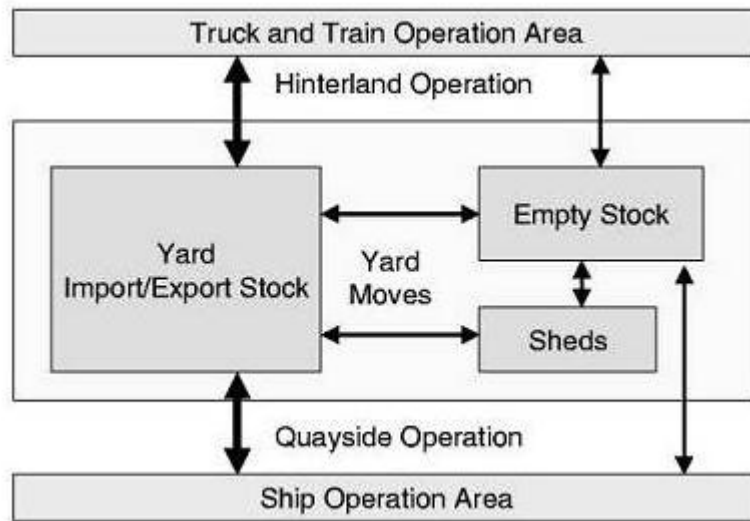 Truck and Train Operation Area
Hinterland Operation
Yard
Import/Export Stock
Empty Stock
Yard
Moves
Sheds
Quayside Operation
Ship Operation Area